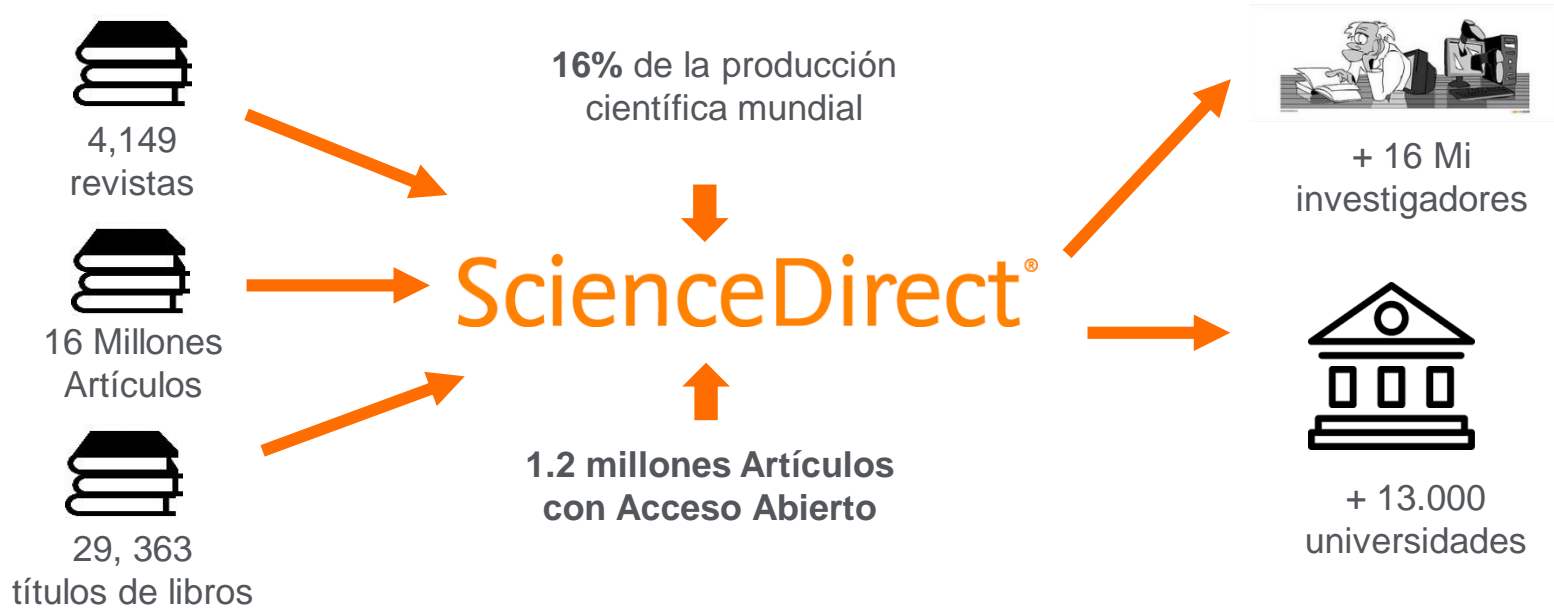 4,149
revistas
16 Millones
Artículos
29, 363
títulos de libros
16% de la producción
científica mundial
ScienceDirect®
1.2 millones Artículos
con Acceso Abierto
+ 16 Mi
investigadores
+ 13.000
universidades